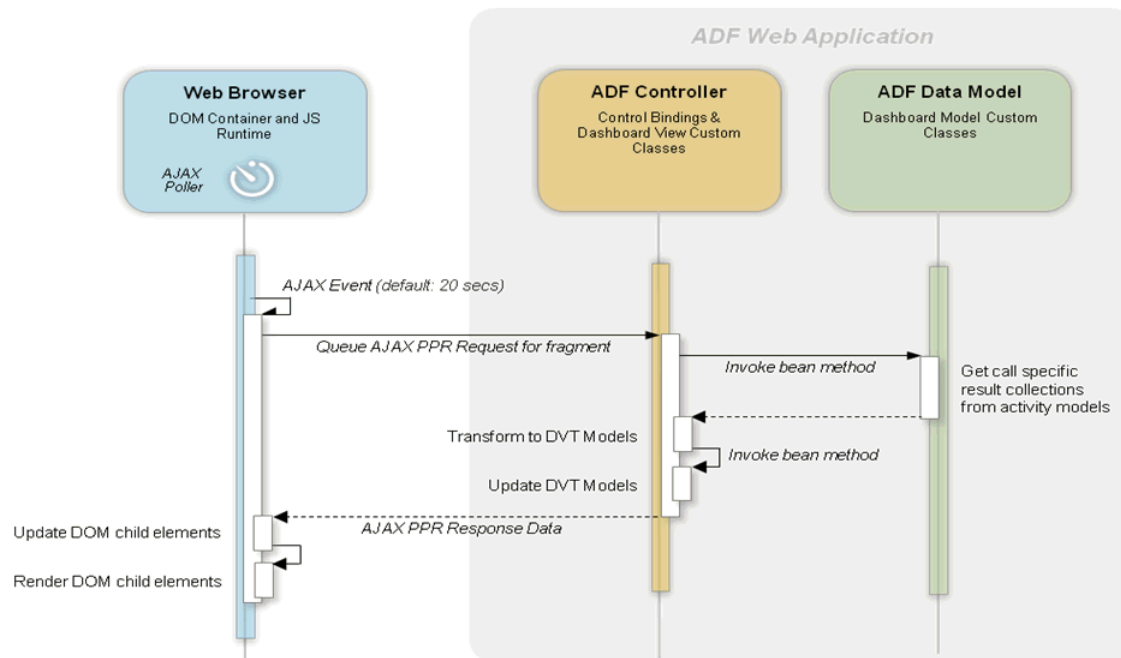 ADF Web Application
Web Browser
DOM Container and JS
Runtime
AJAX
Poller
ADF Controller
Control Bindings &
Dashboard View Custom
Classes
ADF Data Model
Dashboard Model Custom
Classes
AJAX Event (default: 20 secs)
Queue AJAX PPR Request for fragment
Invoke bean method
Get call specific
result collections
from activity models
Transform to DVT Models
Invoke bean method
Update DVT Models
AJAX PPR Response Data
Update DOM child elements
Render DOM child elements